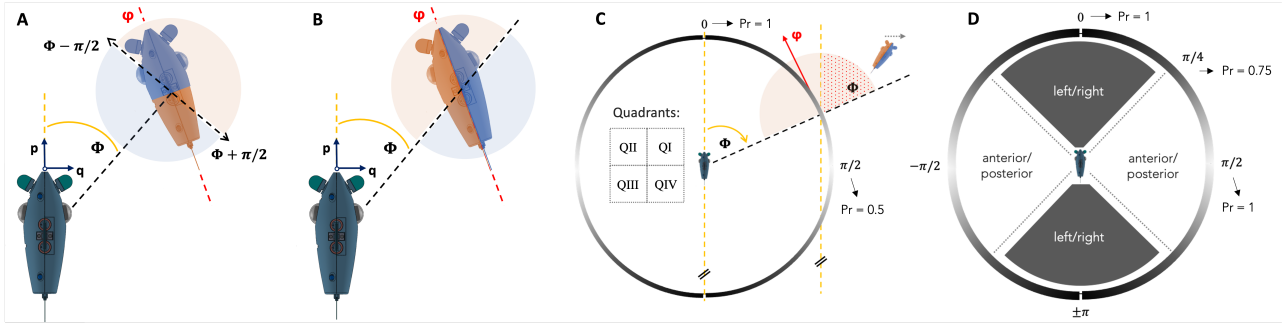 A
φ
Φ − π/2
Φ
Φ + π/2
p
q
B
φ
Φ
p
q
C
0 → Pr = 1
φ
Φ
Quadrants:
QII QI
QIII QIV
Φ
π/2
Pr = 0.5
D
0 → Pr = 1
π/4
→ Pr = 0.75
left/right
−π/2
anterior/
posterior
anterior/
posterior
π/2
Pr = 1
left/right
±π